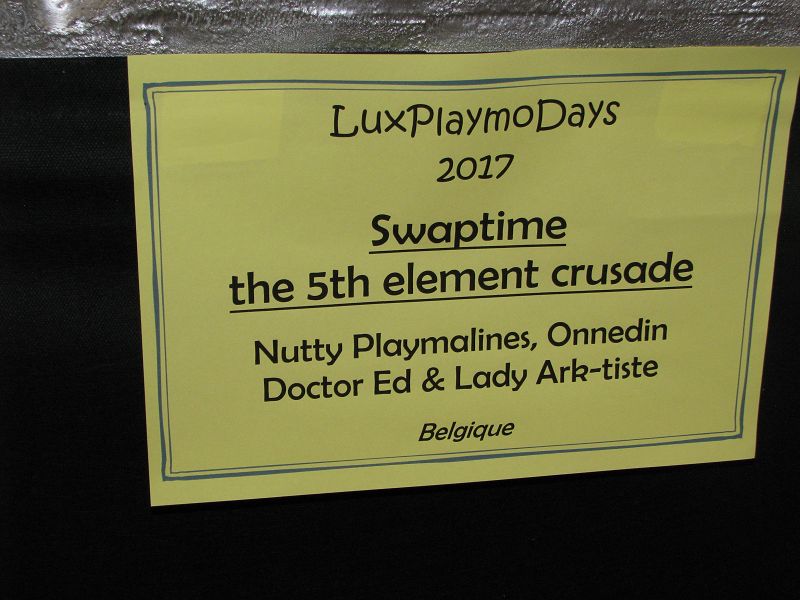 LuxPlaymoDays
2017
Swaptime
the 5th element crusade
Nutty Playmalines, Onnedin
Doctor Ed & Lady Ark-tiste
Belgique